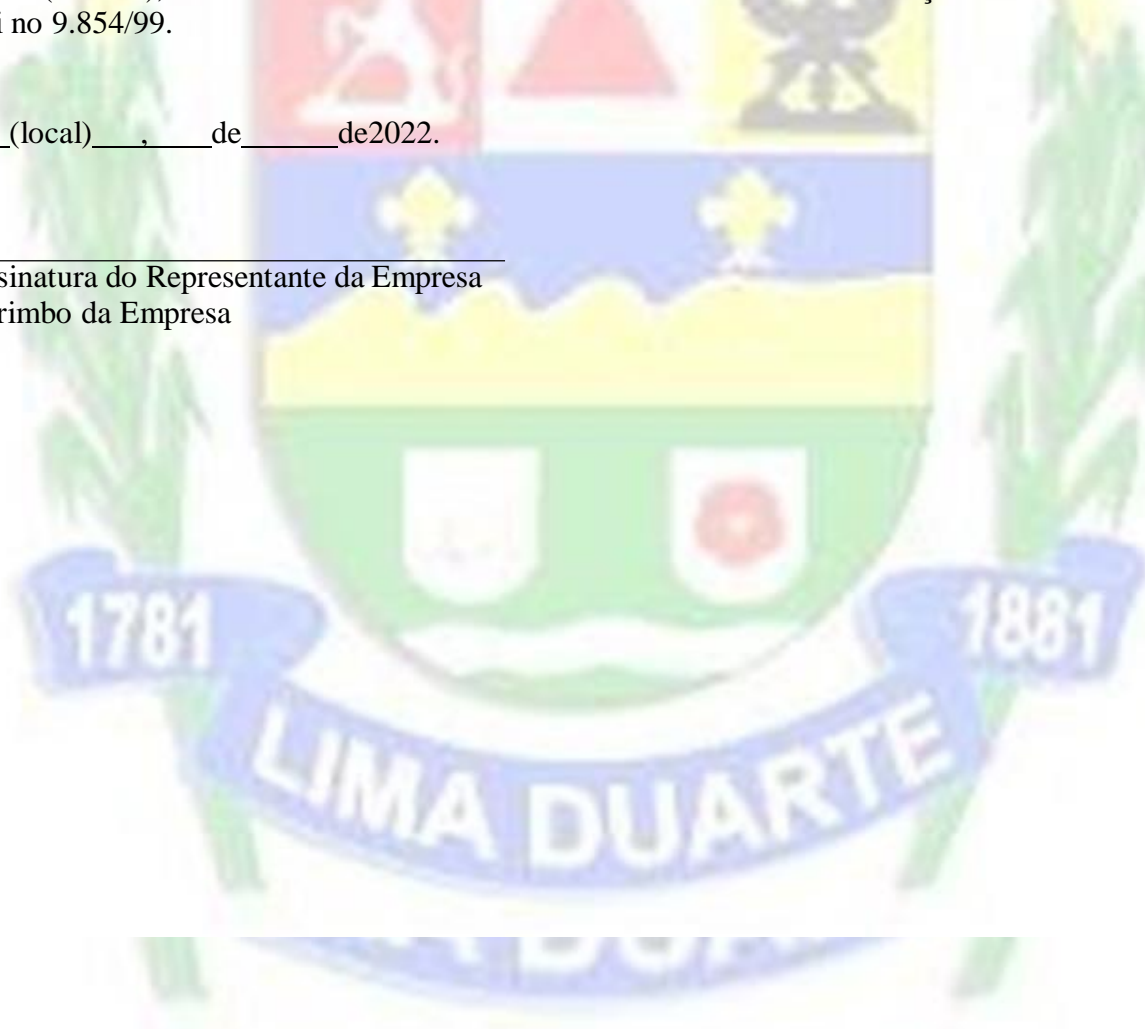 i no 9.854/99.
(local) , de de2022.
sinatura do Representante da Empresa
rimbo da Empresa
1781
1881
LIMA DUARTE